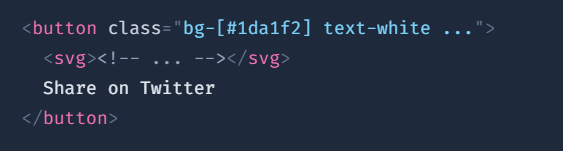 <button class="bg-[#1da1f2] text-white ...">
<svg><!-- ... --></svg>
Share on Twitter
</button>